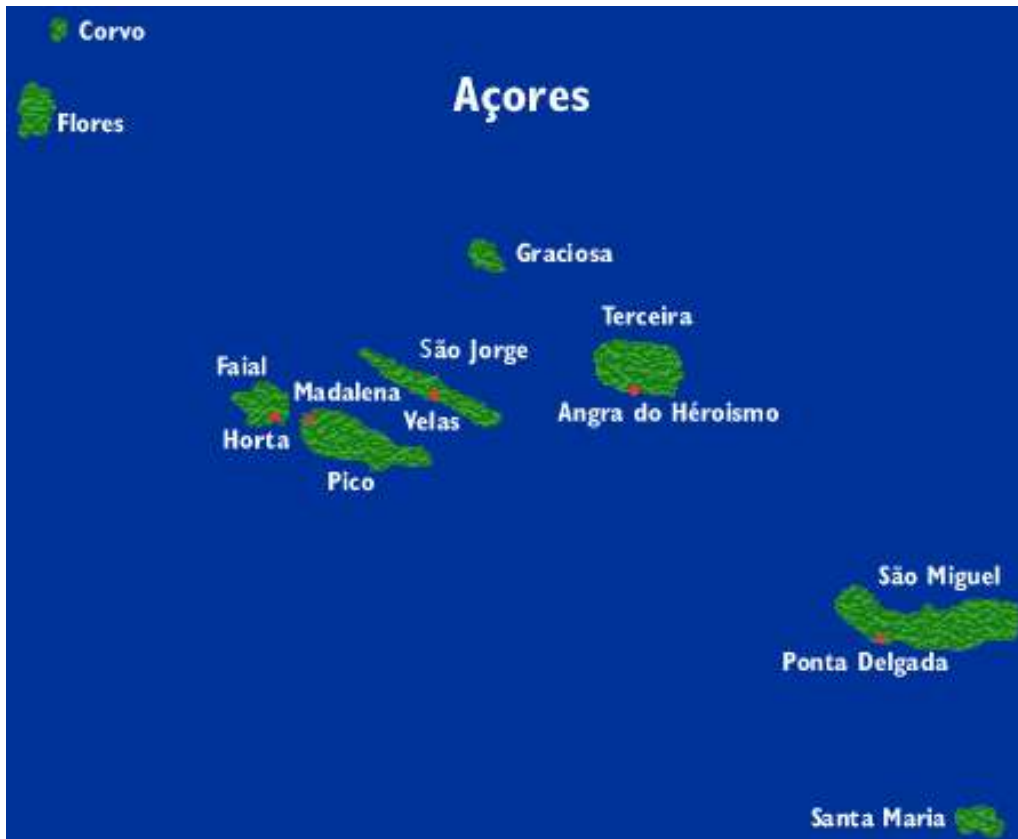 Corvo
Açores
Flores
Graciosa
Terceira
São Jorge
Faial
Madalena
Velas
Angra do Héroismo
Horta
Pico
São Miguel
Ponta Delgada
Santa Maria